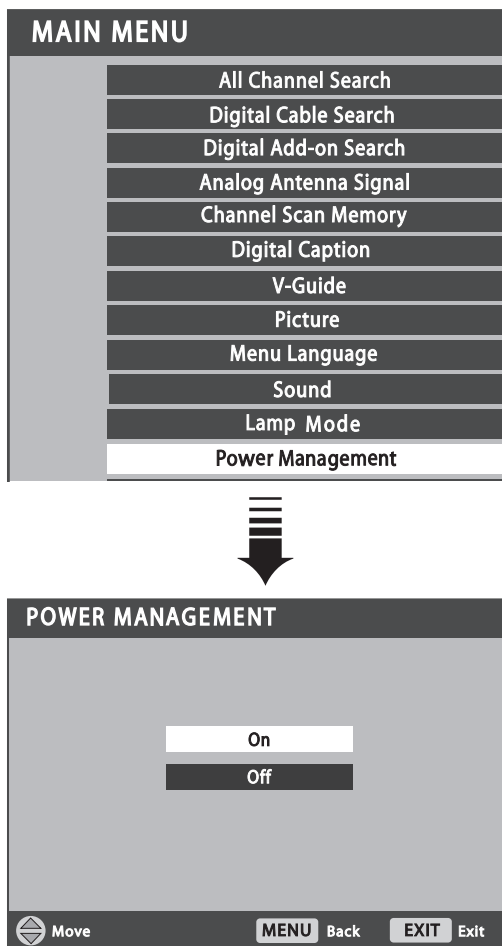 MAIN MENU
All Channel Search
Digital Cable Search
Digital Add-on Search
Analog Antenna Signal
Channel Scan Memory
Digital Caption
V-Guide
Picture
Menu Language
Sound
Lamp Mode
Power Management
POWER MANAGEMENT
On
Off
Move MENU Back EXIT Exit